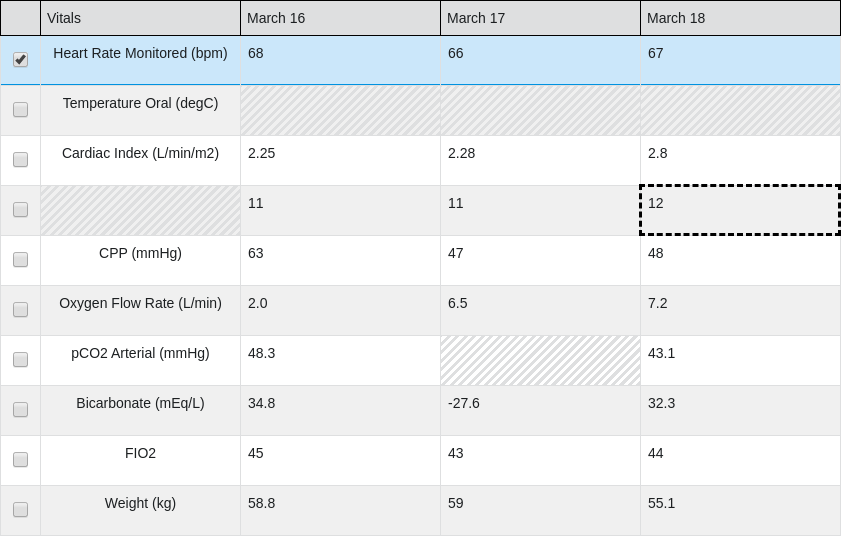 Vitals March 16 March 17 March 18
Heart Rate Monitored (bpm) 68 66 67
Temperature Oral (degC)
Cardiac Index (L/min/m2) 2.25 2.28 2.8
11 11 12
CPP (mmHg) 63 47 48
Oxygen Flow Rate (L/min) 2.0 6.5 7.2
pCO2 Arterial (mmHg) 48.3 43.1
Bicarbonate (mEq/L) 34.8 -27.6 32.3
FIO2 45 43 44
Weight (kg) 58.8 59 55.1